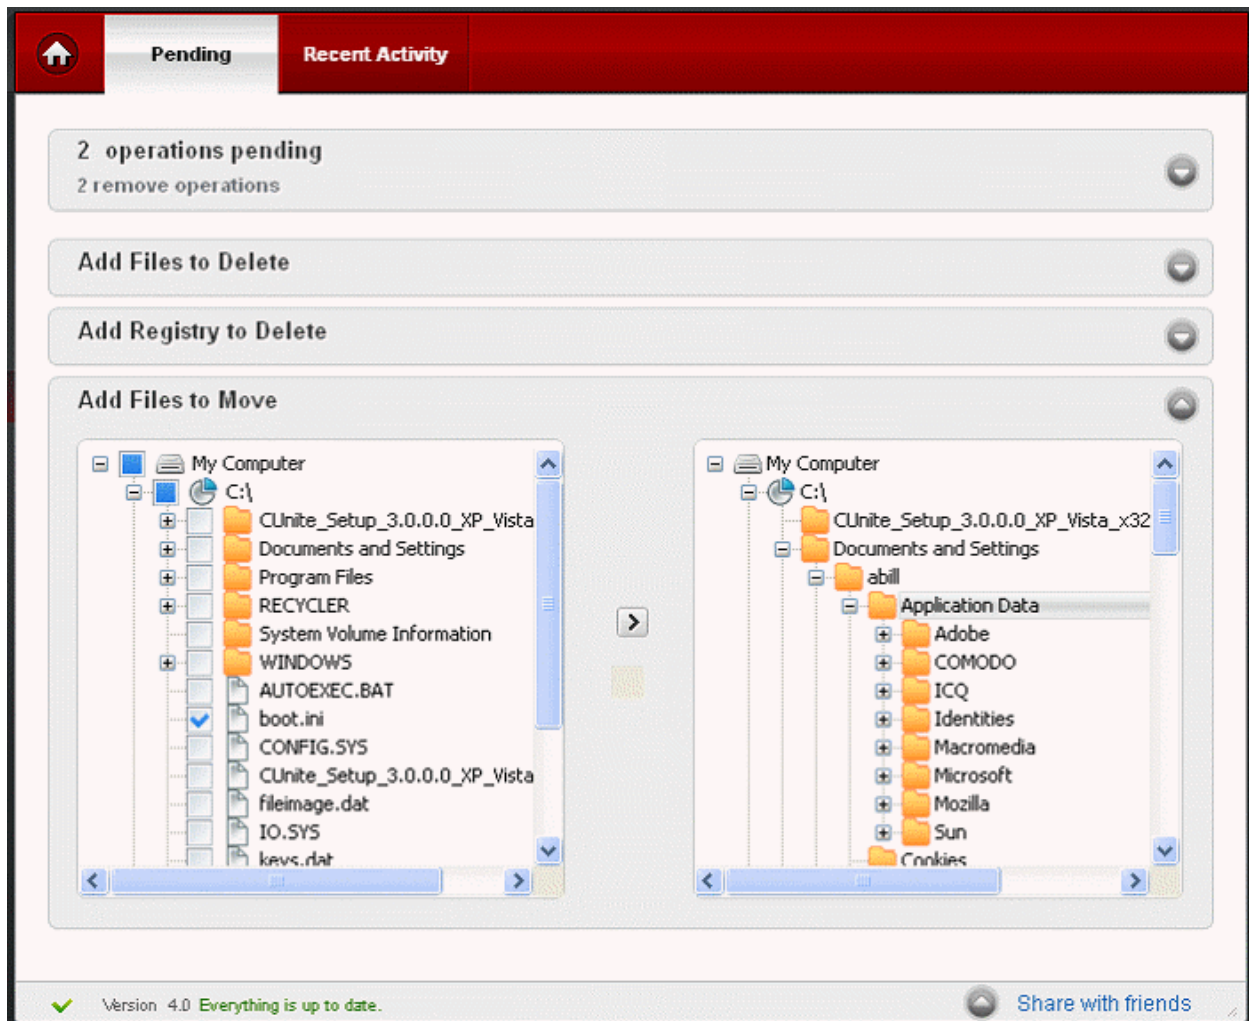 Pending
Recent Activity
2 operations pending
2 remove operations
Add Files to Delete
Add Registry to Delete
Add Files to Move
My Computer
C:\
CUnite_Setup_3.0.0.0_XP_Vista
Documents and Settings
Program Files
RECYCLER
System Volume Information
WINDOWS
AUTOEXEC.BAT
boot.ini
CONFIG.SYS
CUnite_Setup_3.0.0.0_XP_Vista
fileimage.dat
IO.SYS
keys.dat
My Computer
C:\
CUnite_Setup_3.0.0.0_XP_Vista_x32
Documents and Settings
abill
Application Data
Adobe
COMODO
ICQ
Identities
Macromedia
Microsoft
Mozilla
Sun
Cookies
Version 4.0 Everything is up to date.
Share with friends